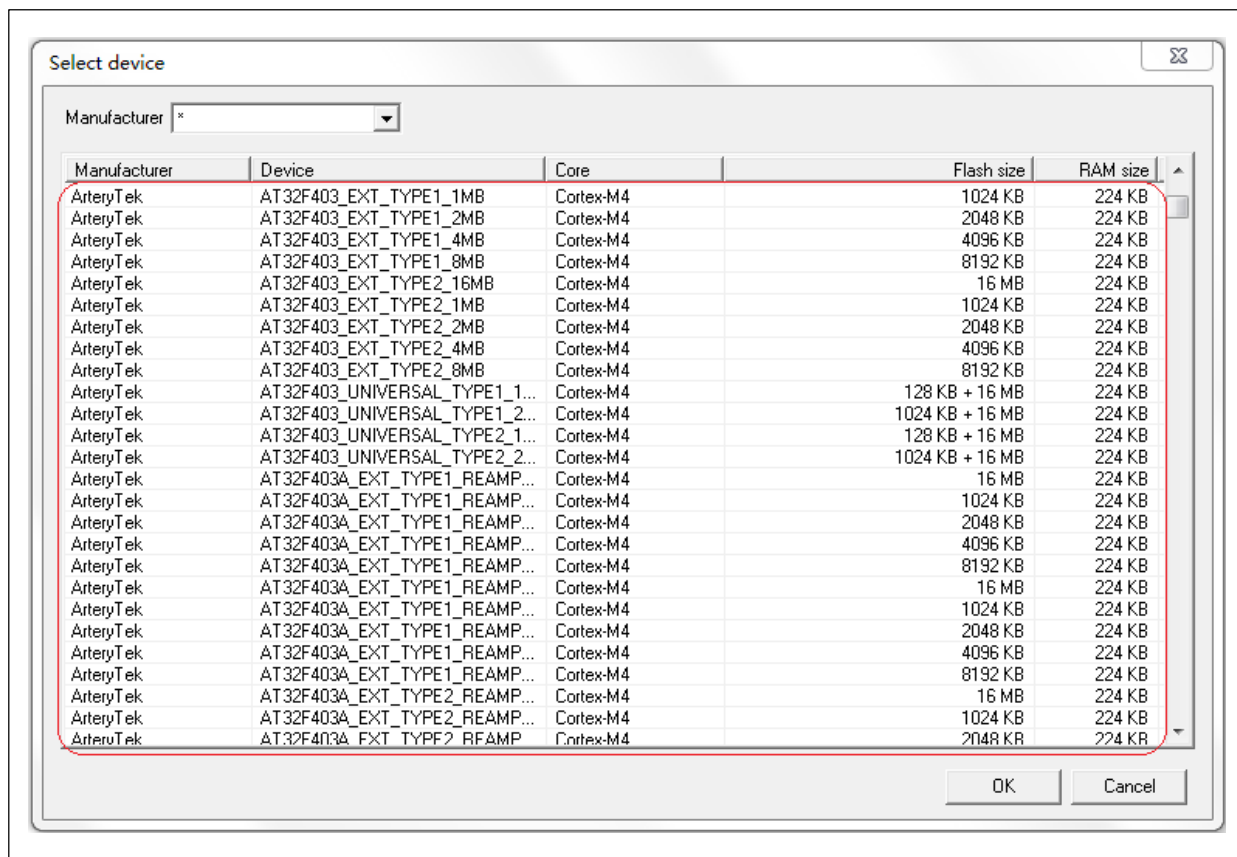 Select device
Manufacturer *
Manufacturer Device Core Flash size RAM size
ArteryTek AT32F403_EXT_TYPE1_1MB Cortex-M4 1024 KB 224 KB
ArteryTek AT32F403_EXT_TYPE1_2MB Cortex-M4 2048 KB 224 KB
ArteryTek AT32F403_EXT_TYPE1_4MB Cortex-M4 4096 KB 224 KB
ArteryTek AT32F403_EXT_TYPE1_8MB Cortex-M4 8192 KB 224 KB
ArteryTek AT32F403_EXT_TYPE2_16MB Cortex-M4 16 MB 224 KB
ArteryTek AT32F403_EXT_TYPE2_1MB Cortex-M4 1024 KB 224 KB
ArteryTek AT32F403_EXT_TYPE2_2MB Cortex-M4 2048 KB 224 KB
ArteryTek AT32F403_EXT_TYPE2_4MB Cortex-M4 4096 KB 224 KB
ArteryTek AT32F403_EXT_TYPE2_8MB Cortex-M4 8192 KB 224 KB
ArteryTek AT32F403_UNIVERSAL_TYPE1_1... Cortex-M4 128 KB + 16 MB 224 KB
ArteryTek AT32F403_UNIVERSAL_TYPE1_2... Cortex-M4 1024 KB + 16 MB 224 KB
ArteryTek AT32F403_UNIVERSAL_TYPE2_1... Cortex-M4 128 KB + 16 MB 224 KB
ArteryTek AT32F403_UNIVERSAL_TYPE2_2... Cortex-M4 1024 KB + 16 MB 224 KB
ArteryTek AT32F403A_EXT_TYPE1_REAMP... Cortex-M4 16 MB 224 KB
ArteryTek AT32F403A_EXT_TYPE1_REAMP... Cortex-M4 1024 KB 224 KB
ArteryTek AT32F403A_EXT_TYPE1_REAMP... Cortex-M4 2048 KB 224 KB
ArteryTek AT32F403A_EXT_TYPE1_REAMP... Cortex-M4 4096 KB 224 KB
ArteryTek AT32F403A_EXT_TYPE1_REAMP... Cortex-M4 8192 KB 224 KB
ArteryTek AT32F403A_EXT_TYPE1_REAMP... Cortex-M4 16 MB 224 KB
ArteryTek AT32F403A_EXT_TYPE1_REAMP... Cortex-M4 1024 KB 224 KB
ArteryTek AT32F403A_EXT_TYPE1_REAMP... Cortex-M4 2048 KB 224 KB
ArteryTek AT32F403A_EXT_TYPE1_REAMP... Cortex-M4 4096 KB 224 KB
ArteryTek AT32F403A_EXT_TYPE1_REAMP... Cortex-M4 8192 KB 224 KB
ArteryTek AT32F403A_EXT_TYPE2_REAMP... Cortex-M4 16 MB 224 KB
ArteryTek AT32F403A_EXT_TYPE2_REAMP... Cortex-M4 1024 KB 224 KB
ArteryTek AT32F403A_EXT_TYPE2_REAMP Cortex-M4 2048 KB 224 KB
OK Cancel